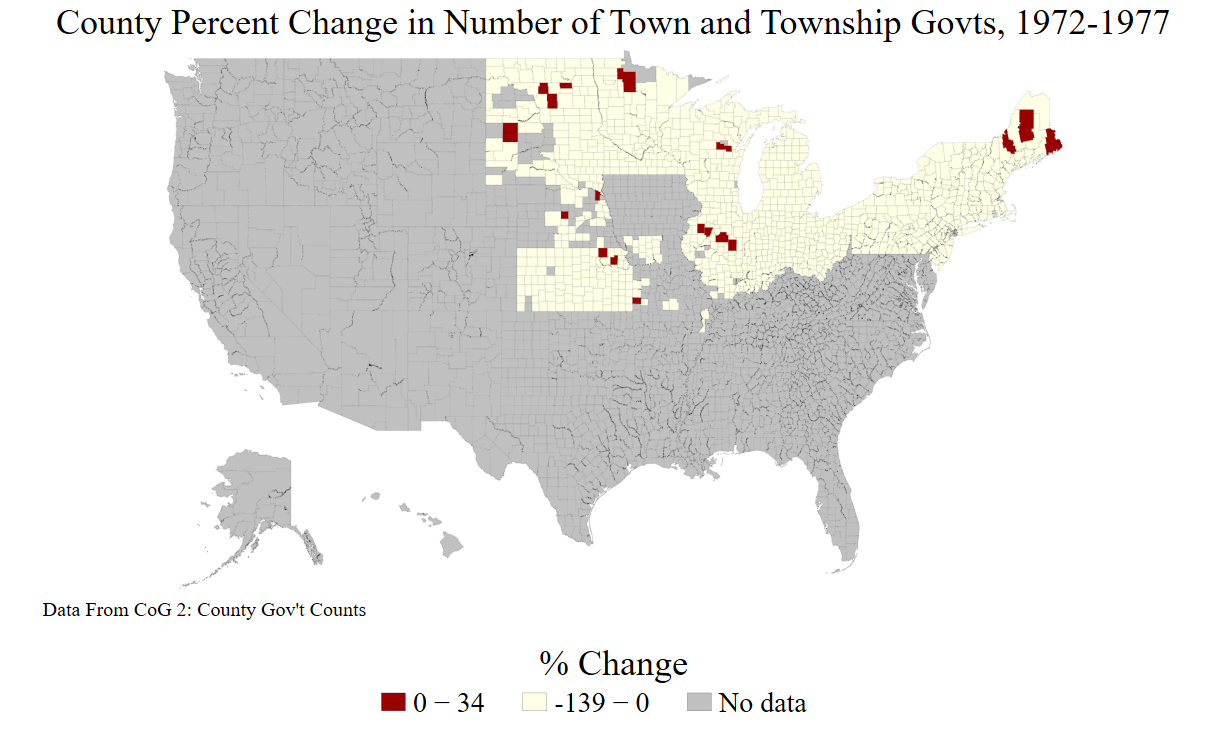 County Percent Change in Number of Town and Township Govts, 1972-1977
Data From CoG 2: County Gov't Counts
% Change
0 − 34 -139 − 0 No data